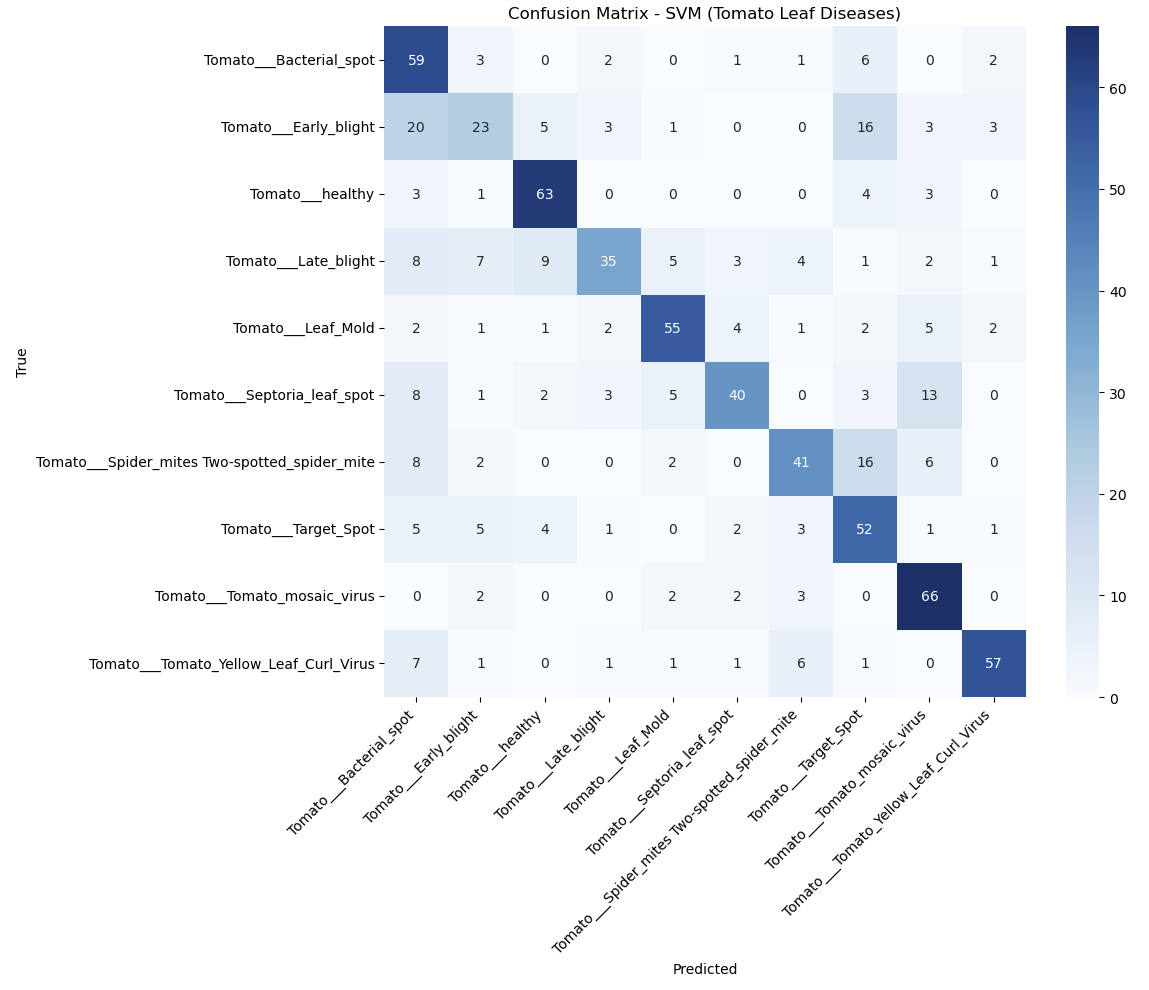 Confusion Matrix - SVM (Tomato Leaf Diseases)
Tomato___Bacterial_spot 59 3 0 2 0 1 1 6 0 2
Tomato___Early_blight 20 23 5 3 1 0 0 16 3 3
Tomato___healthy 3 1 63 0 0 0 0 4 3 0
Tomato___Late_blight 8 7 9 35 5 3 4 1 2 1
Tomato___Leaf_Mold 2 1 1 2 55 4 1 2 5 2
Tomato___Septoria_leaf_spot 8 1 2 3 5 40 0 3 13 0
Tomato___Spider_mites Two-spotted_spider_mite 8 2 0 0 2 0 41 16 6 0
Tomato___Target_Spot 5 5 4 1 0 2 3 52 1 1
Tomato___Tomato_mosaic_virus 0 2 0 0 2 2 3 0 66 0
Tomato___Tomato_Yellow_Leaf_Curl_Virus 7 1 0 1 1 1 6 1 0 57
True
Tomato___Bacterial_spot
Tomato___Early_blight
Tomato___healthy
Tomato___Late_blight
Tomato___Leaf_Mold
Tomato___Septoria_leaf_spot
Tomato___Spider_mites Two-spotted_spider_mite
Tomato___Target_Spot
Tomato___Tomato_mosaic_virus
Tomato___Tomato_Yellow_Leaf_Curl_Virus
Predicted
60
50
40
30
20
10
0